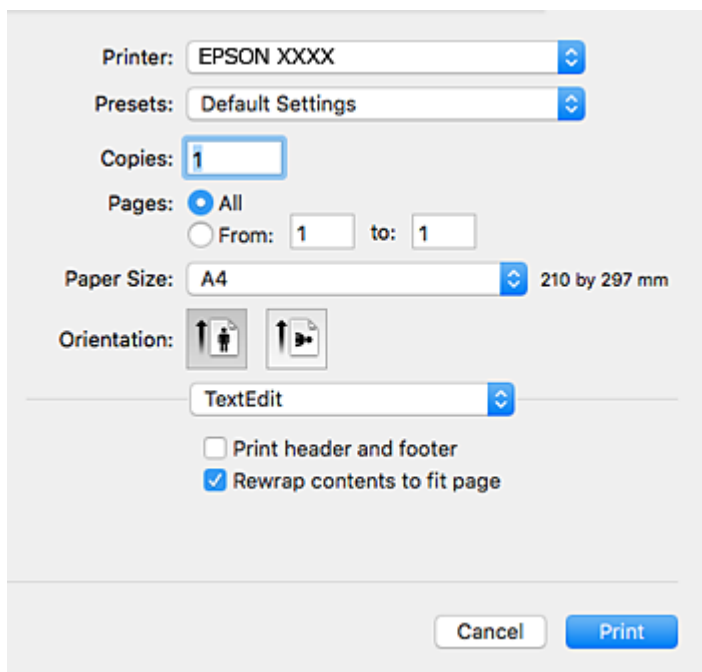 Printer: EPSON XXXX
Presets: Default Settings
Copies: 1
Pages: All
From: 1 to: 1
Paper Size: A4 210 by 297 mm
Orientation:
TextEdit
Print header and footer
Rewrap contents to fit page
Cancel Print